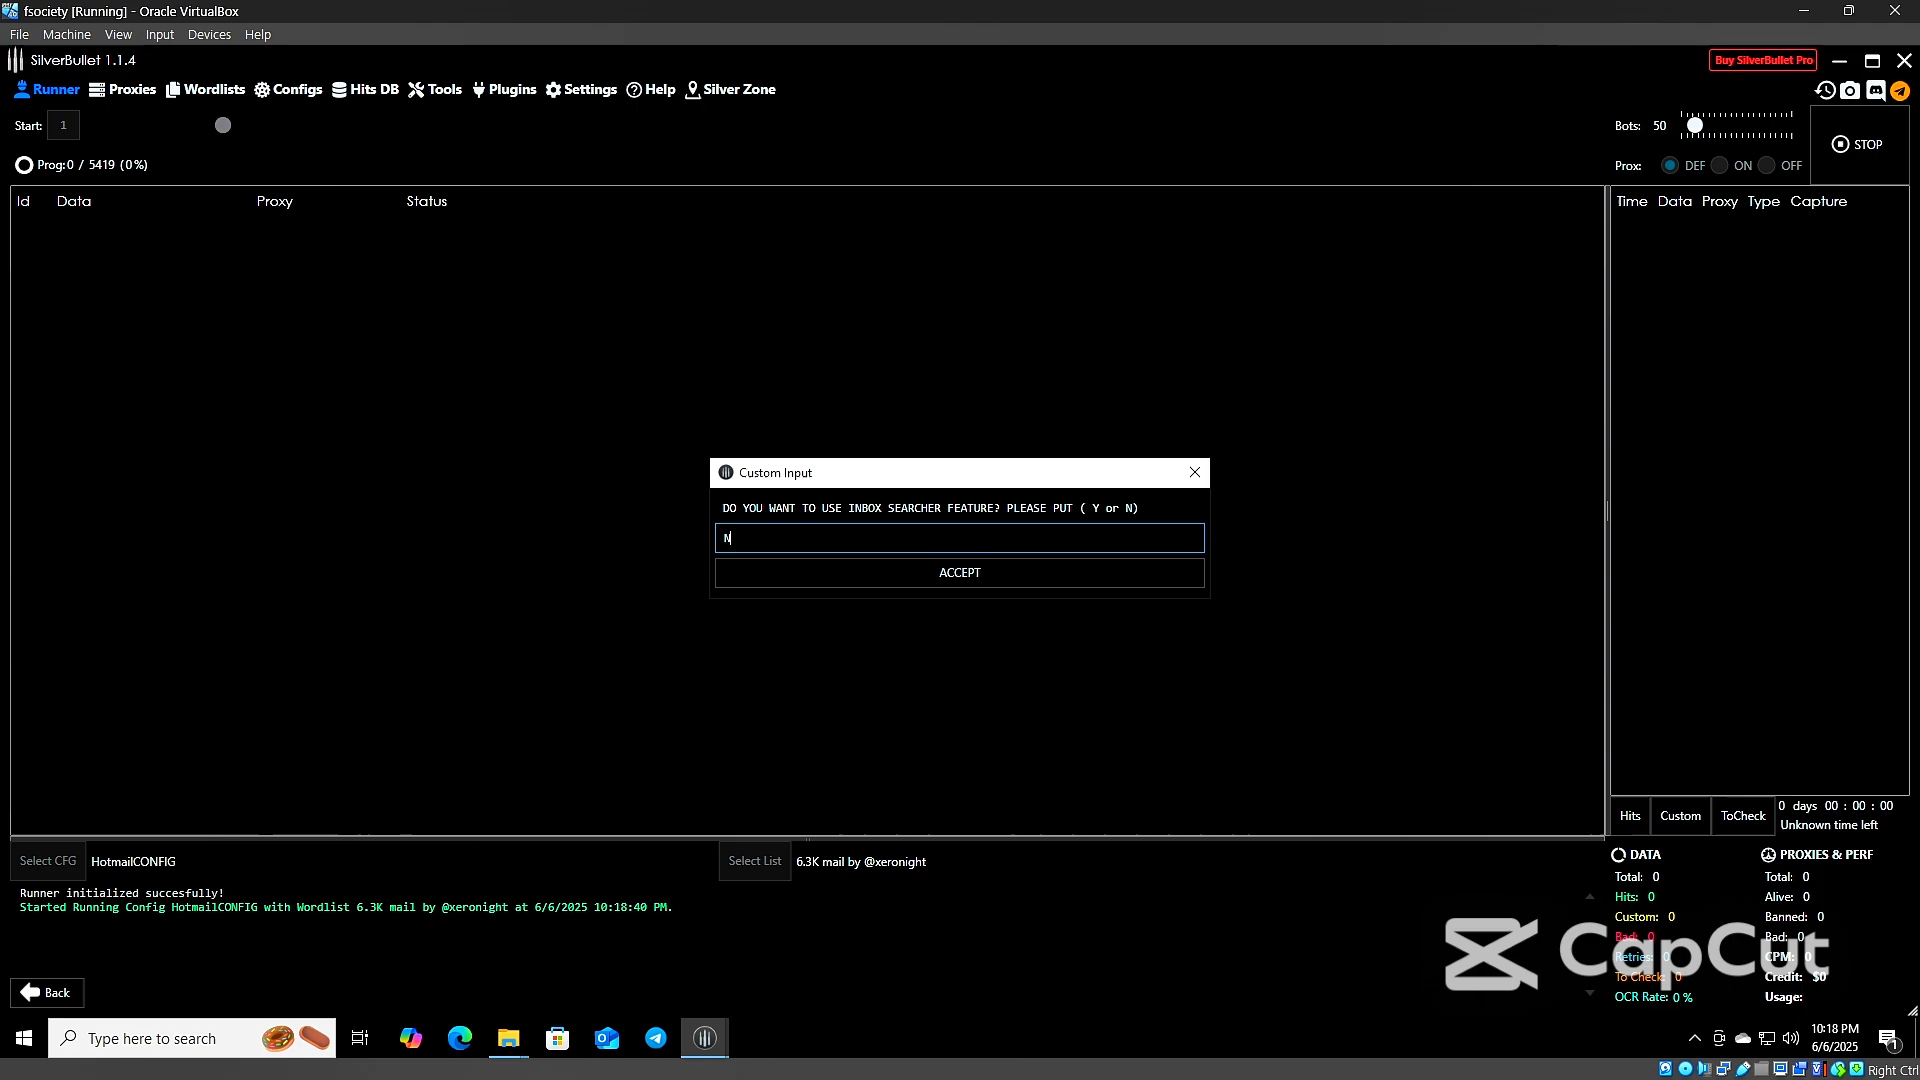 fsociety [Running] - Oracle VirtualBox
File Machine View Input Devices Help
SilverBullet 1.1.4
Buy SilverBullet Pro
Runner Proxies Wordlists Configs Hits DB Tools Plugins Settings Help Silver Zone
Start: 1
Bots: 50
STOP
Prog: 0 / 5419 (0%)
Prox: DEF ON OFF
Id Data Proxy Status
Time Data Proxy Type Capture
Custom Input
DO YOU WANT TO USE INBOX SEARCHER FEATURE? PLEASE PUT ( Y or N)
N
ACCEPT
Hits Custom ToCheck
0 days 00 : 00 : 00
Unknown time left
Select CFG HotmailCONFIG
Select List 6.3K mail by @xeronight
Runner initialized succesfully!
Started Running Config HotmailCONFIG with Wordlist 6.3K mail by @xeronight at 6/6/2025 10:18:40 PM.
DATA
Total: 0
Hits: 0
Custom: 0
Bad: 0
Retries: 0
To Check: 0
OCR Rate: 0 %
PROXIES & PERF
Total: 0
Alive: 0
Banned: 0
Bad: 0
CPM: 0
Credit: $0
Usage:
CapCut
Back
Type here to search
10:18 PM
6/6/2025
1
Right Ctrl